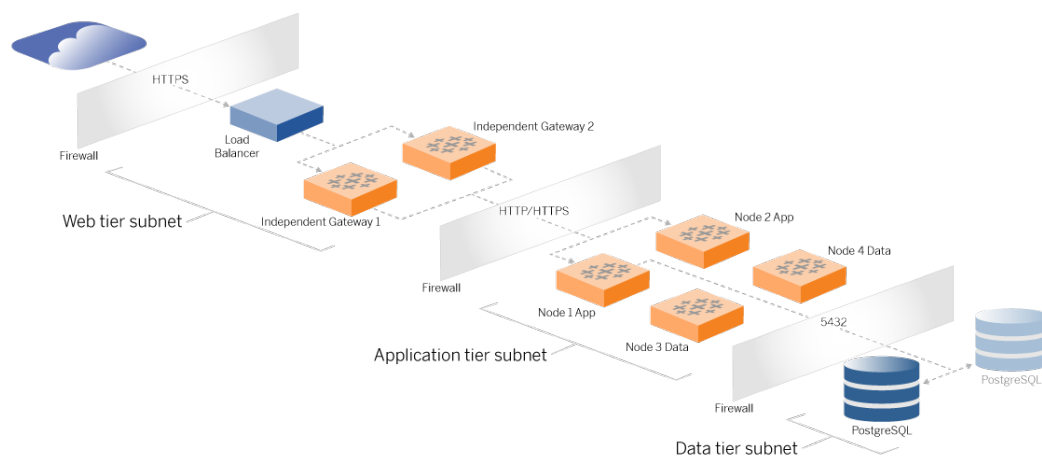 HTTPS
Load
Balancer
Firewall
Independent Gateway 2
Independent Gateway 1
Web tier subnet
HTTP/HTTPS
Node 2 App
Node 4 Data
Firewall
Node 1 App
Node 3 Data
Application tier subnet
5432
PostgreSQL
Firewall
PostgreSQL
Data tier subnet